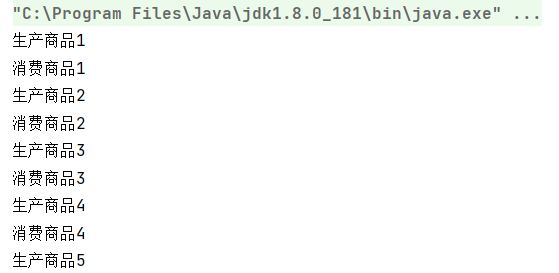 "C:\Program Files\Java\jdk1.8.0_181\bin\java.exe" ...
生产商品1
消费商品1
生产商品2
消费商品2
生产商品3
消费商品3
生产商品4
消费商品4
生产商品5